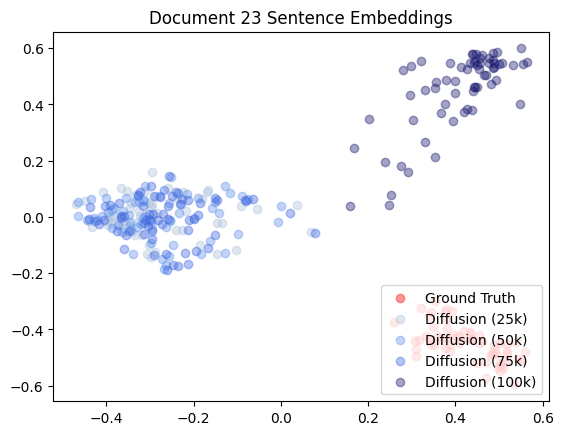 Document 23 Sentence Embeddings
0.6
0.4
0.2
0.0
−0.2
−0.4
−0.6
−0.4
−0.2
0.0
0.2
0.4
0.6
Ground Truth
Diffusion (25k)
Diffusion (50k)
Diffusion (75k)
Diffusion (100k)